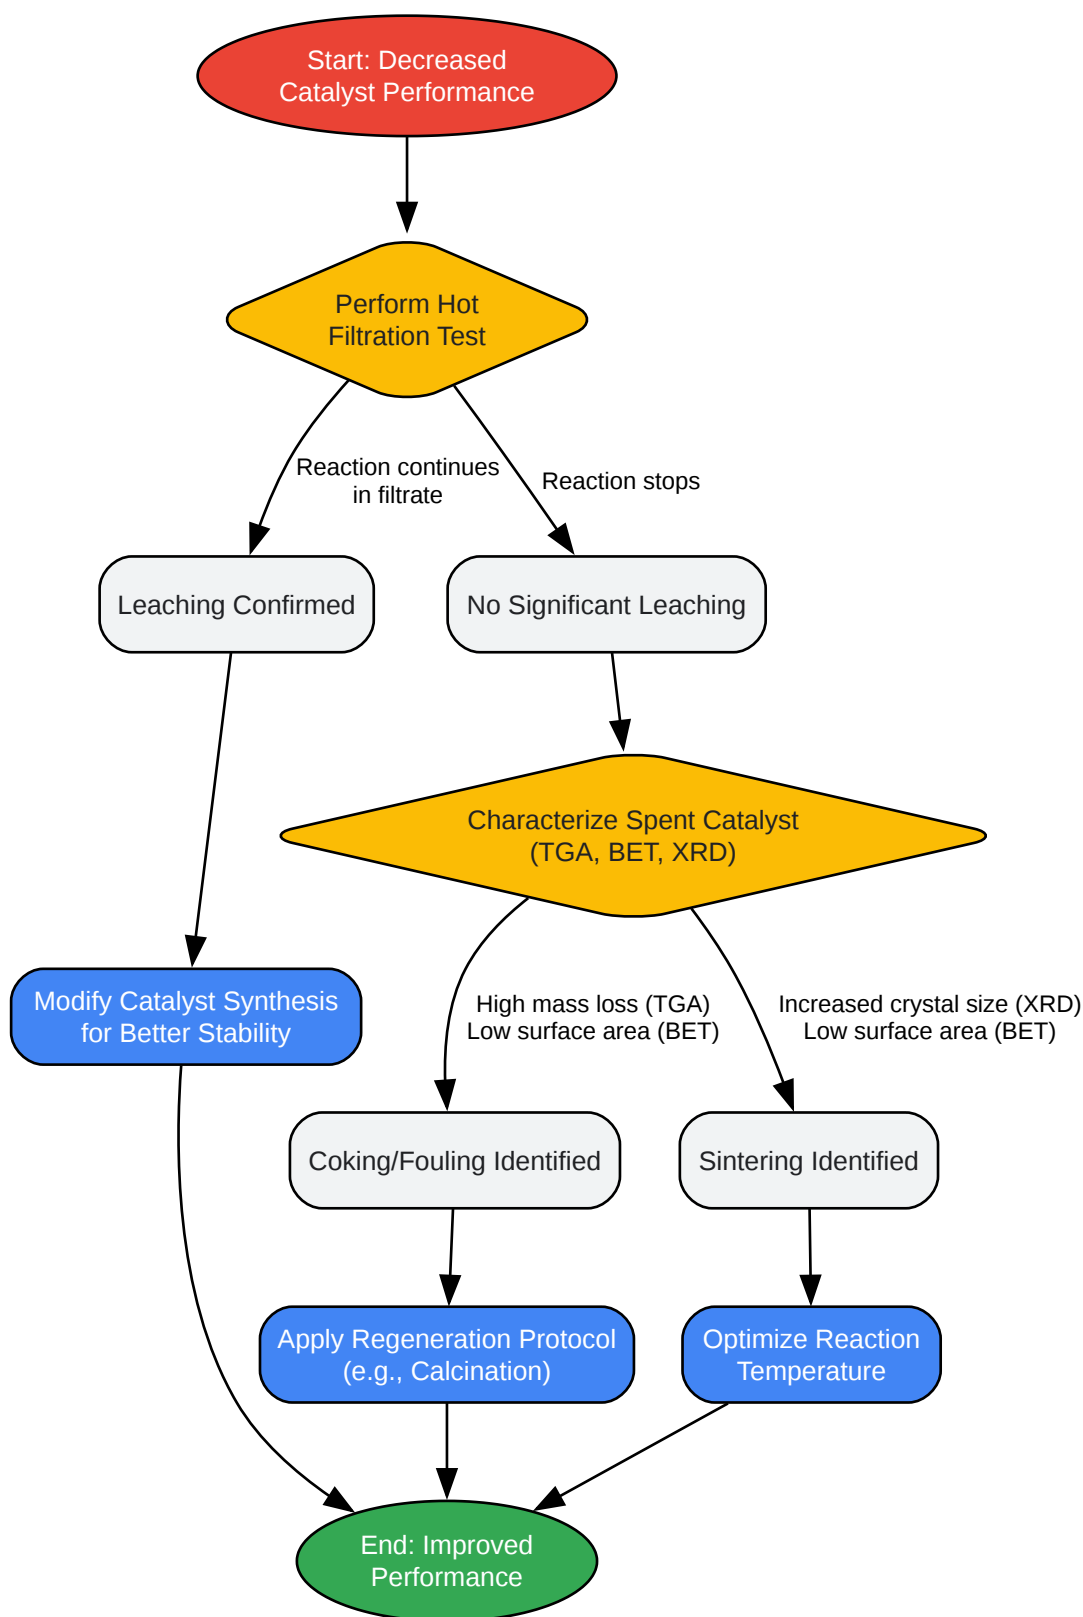 Start: Decreased
Catalyst Performance
Perform Hot
Filtration Test
Reaction continues
in filtrate
Reaction stops
Leaching Confirmed
No Significant Leaching
Characterize Spent Catalyst
(TGA, BET, XRD)
Modify Catalyst Synthesis
for Better Stability
High mass loss (TGA)
Low surface area (BET)
Increased crystal size (XRD)
Low surface area (BET)
Coking/Fouling Identified
Sintering Identified
Apply Regeneration Protocol
(e.g., Calcination)
Optimize Reaction
Temperature
End: Improved
Performance